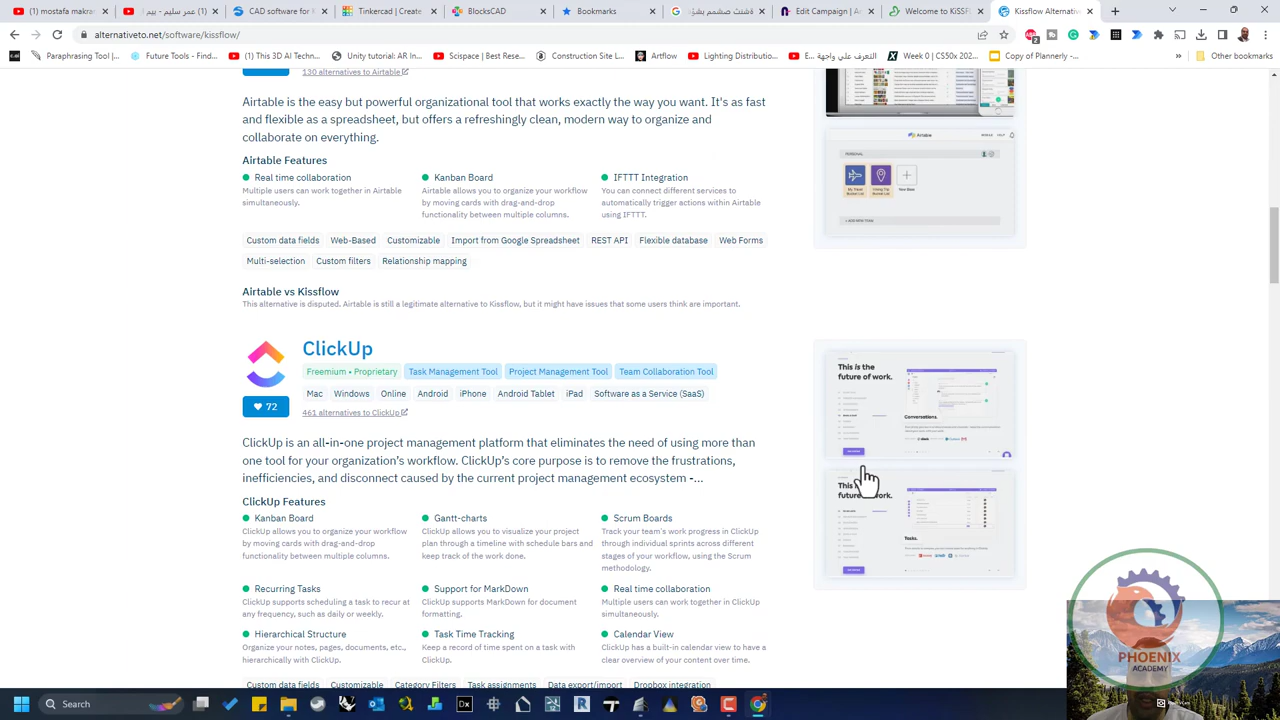 mostafa makra
Tinkercad | Create
BlocksCAD
Bookmarks
Edit Campaign | A
Welcome to KiSSFL
Kissflow Alternative
alternativeto.net/software/kissflow/
Paraphrasing Tool |...
Future Tools - Find...
(1) This 3D AI Techn...
Unity tutorial: AR In...
Scispace | Best Rese...
Construction Site L...
Artflow
Lighting Distributio...
التعرف علي واجهة ...E
Week 0 | CS50x 202...
Copy of Plannerly -...
»
Other bookmarks
730 alternatives to Airtable
Airtable is an easy but powerful organizational tool that works exactly the way you want. It's as fast
and flexible as a spreadsheet, but offers a refreshingly clean, modern way to organize and
collaborate on everything.
Airtable Features
Real time collaboration
Multiple users can work together in Airtable
simultaneously.
Kanban Board
Airtable allows you to organize your workflow
by moving cards with drag-and-drop
functionality between multiple columns.
IFTTT Integration
You can connect different services to
automatically trigger actions within Airtable
using IFTTT.
Custom data fields Web-Based Customizable Import from Google Spreadsheet REST API Flexible database Web Forms
Multi-selection Custom filters Relationship mapping
Airtable vs Kissflow
This alternative is disputed. Airtable is still a legitimate alternative to Kissflow, but it might have issues that some users think are important.
Airtable
PERSONAL
ClickUp
Freemium • Proprietary Task Management Tool Project Management Tool Team Collaboration Tool
Mac Windows Online Android iPhone Android Tablet iPad Software as a Service (SaaS)
72
461 alternatives to ClickUp
ClickUp is an all-in-one project management platform that eliminates the need of using more than
one tool for your organization's workflow. ClickUp's core purpose is to remove the frustrations,
inefficiencies, and disconnect caused by the current project management ecosystem -...
ClickUp Features
Kanban Board
ClickUp allows you to organize your workflow
by moving cards with drag-and-drop
functionality between multiple columns.
Gantt-charts
ClickUp allows you to visualize your project
plan through a timeline with schedule bars and
keep track of the work done.
Scrum Boards
Track your team's work progress in ClickUp
through individual sprints across different
stages of your workflow, using the Scrum
methodology.
Recurring Tasks
ClickUp supports scheduling a task to recur at
any frequency, such as daily or weekly.
Support for MarkDown
ClickUp supports MarkDown for document
formatting.
Real time collaboration
Multiple users can work together in ClickUp
simultaneously.
Hierarchical Structure
Organize your notes, pages, documents, etc.,
hierarchically with ClickUp.
Task Time Tracking
Keep a record of time spent on a task with
ClickUp.
Calendar View
ClickUp has a built-in calendar view to have a
clear overview of your content over time.
Custom data fields Customizable Category Filters Task assignments Data export/import Dropbox integration
This is the
future of work.
Conversations.
This
future work.
Tasks.
PHOENIX
ACADEMY
Search